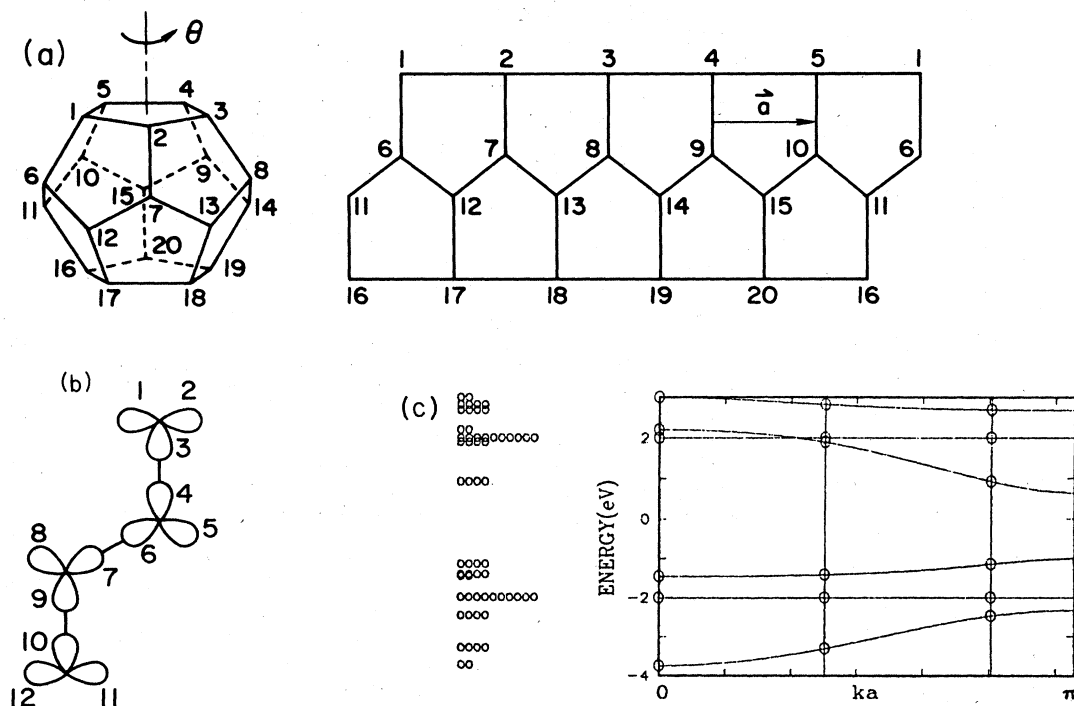 (a)
θ
5 4
1 3
2
6 8
10 9
15
11 7 13 14
12
20
16 19
17 18
1 2 3 4 5 1
a
6 7 8 9 10 6
11 12 13 14 15 11
16 17 18 19 20 16
(b)
1 2
3
4
8 5
6
7
9
10
12 11
(c)
ENERGY(eV)
2
0
-2
-4
0 ka π